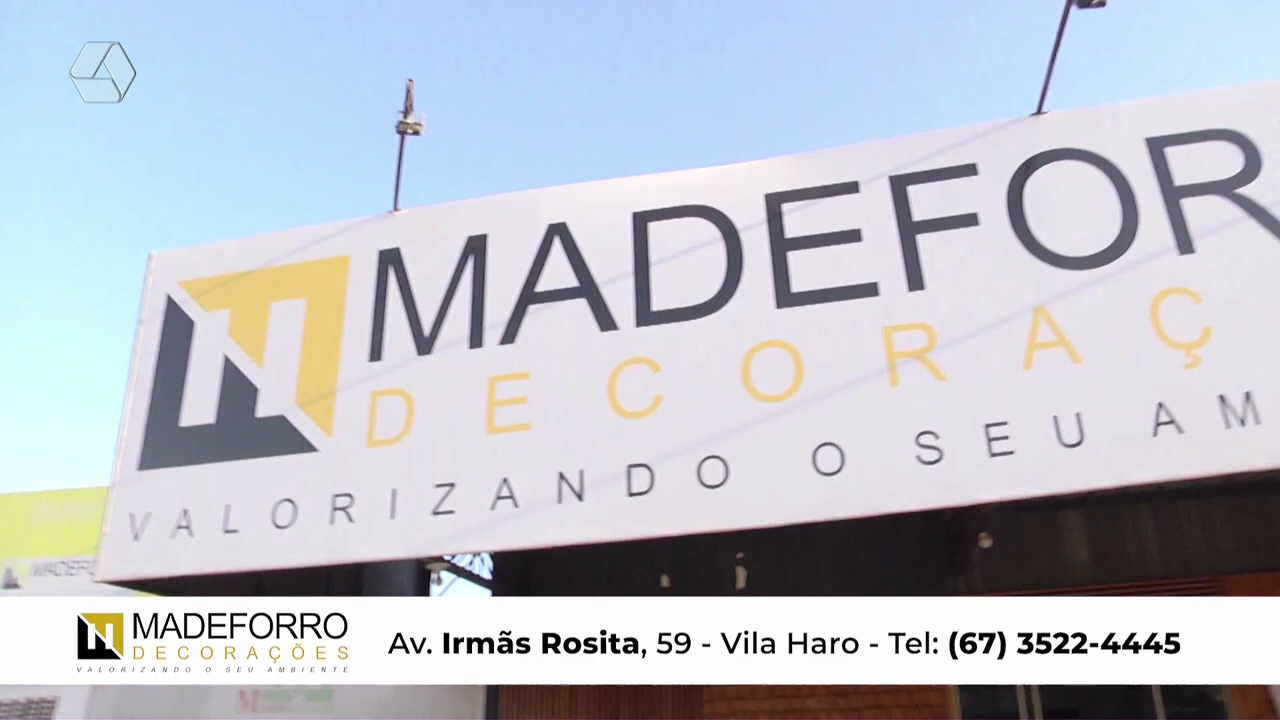 MADEFOR
DECORAÇ
VALORIZANDO O SEU AM
MADEFORRO
DECORAÇÕES
VALORIZANDO O SEU AMBIENTE
Av. Irmãs Rosita, 59 - Vila Haro - Tel: (67) 3522-4445